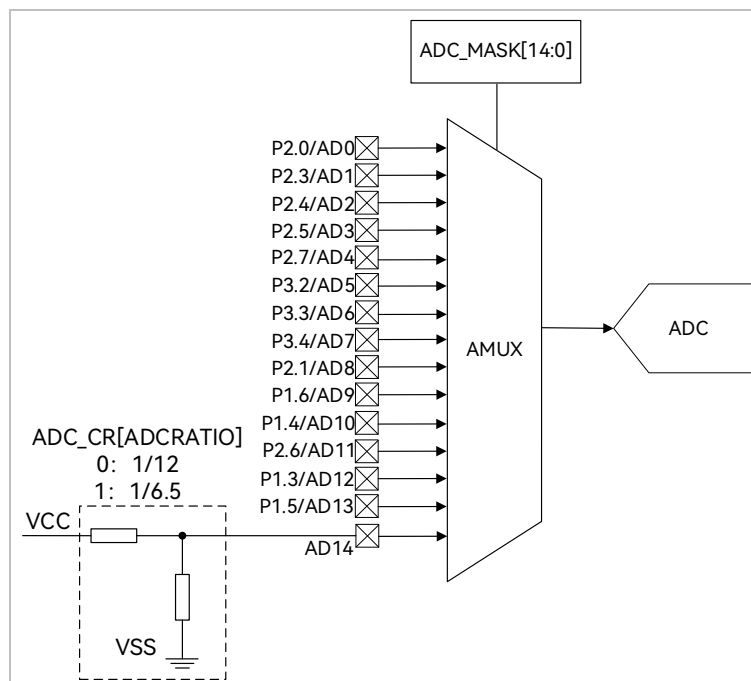 ADC_MASK[14:0]
P2.0/AD0
P2.3/AD1
P2.4/AD2
P2.5/AD3
P2.7/AD4
P3.2/AD5
P3.3/AD6
P3.4/AD7
P2.1/AD8
P1.6/AD9
P1.4/AD10
P2.6/AD11
P1.3/AD12
P1.5/AD13
AD14
AMUX
ADC
ADC_CR[ADCRATIO]
0: 1/12
1: 1/6.5
VCC
VSS